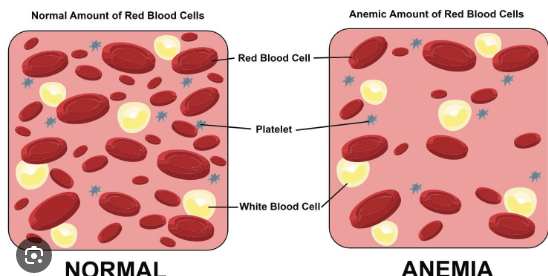 Normal Amount of Red Blood Cells
Anemic Amount of Red Blood Cells
Red Blood Cell
Platelet
White Blood Cell
NORMAL
ANEMIA